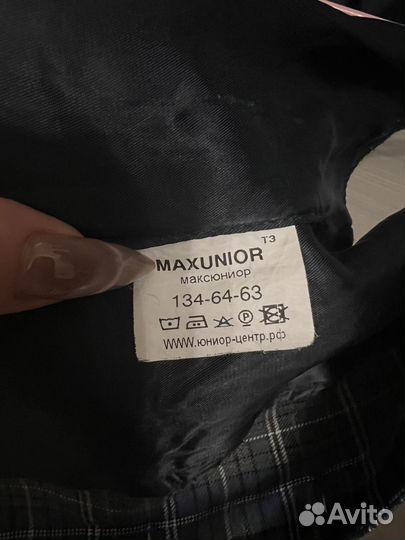 MAXUNIOR ТЗ
максюниор
134-64-63
P
WWW.юниор-центр.рф
Avito